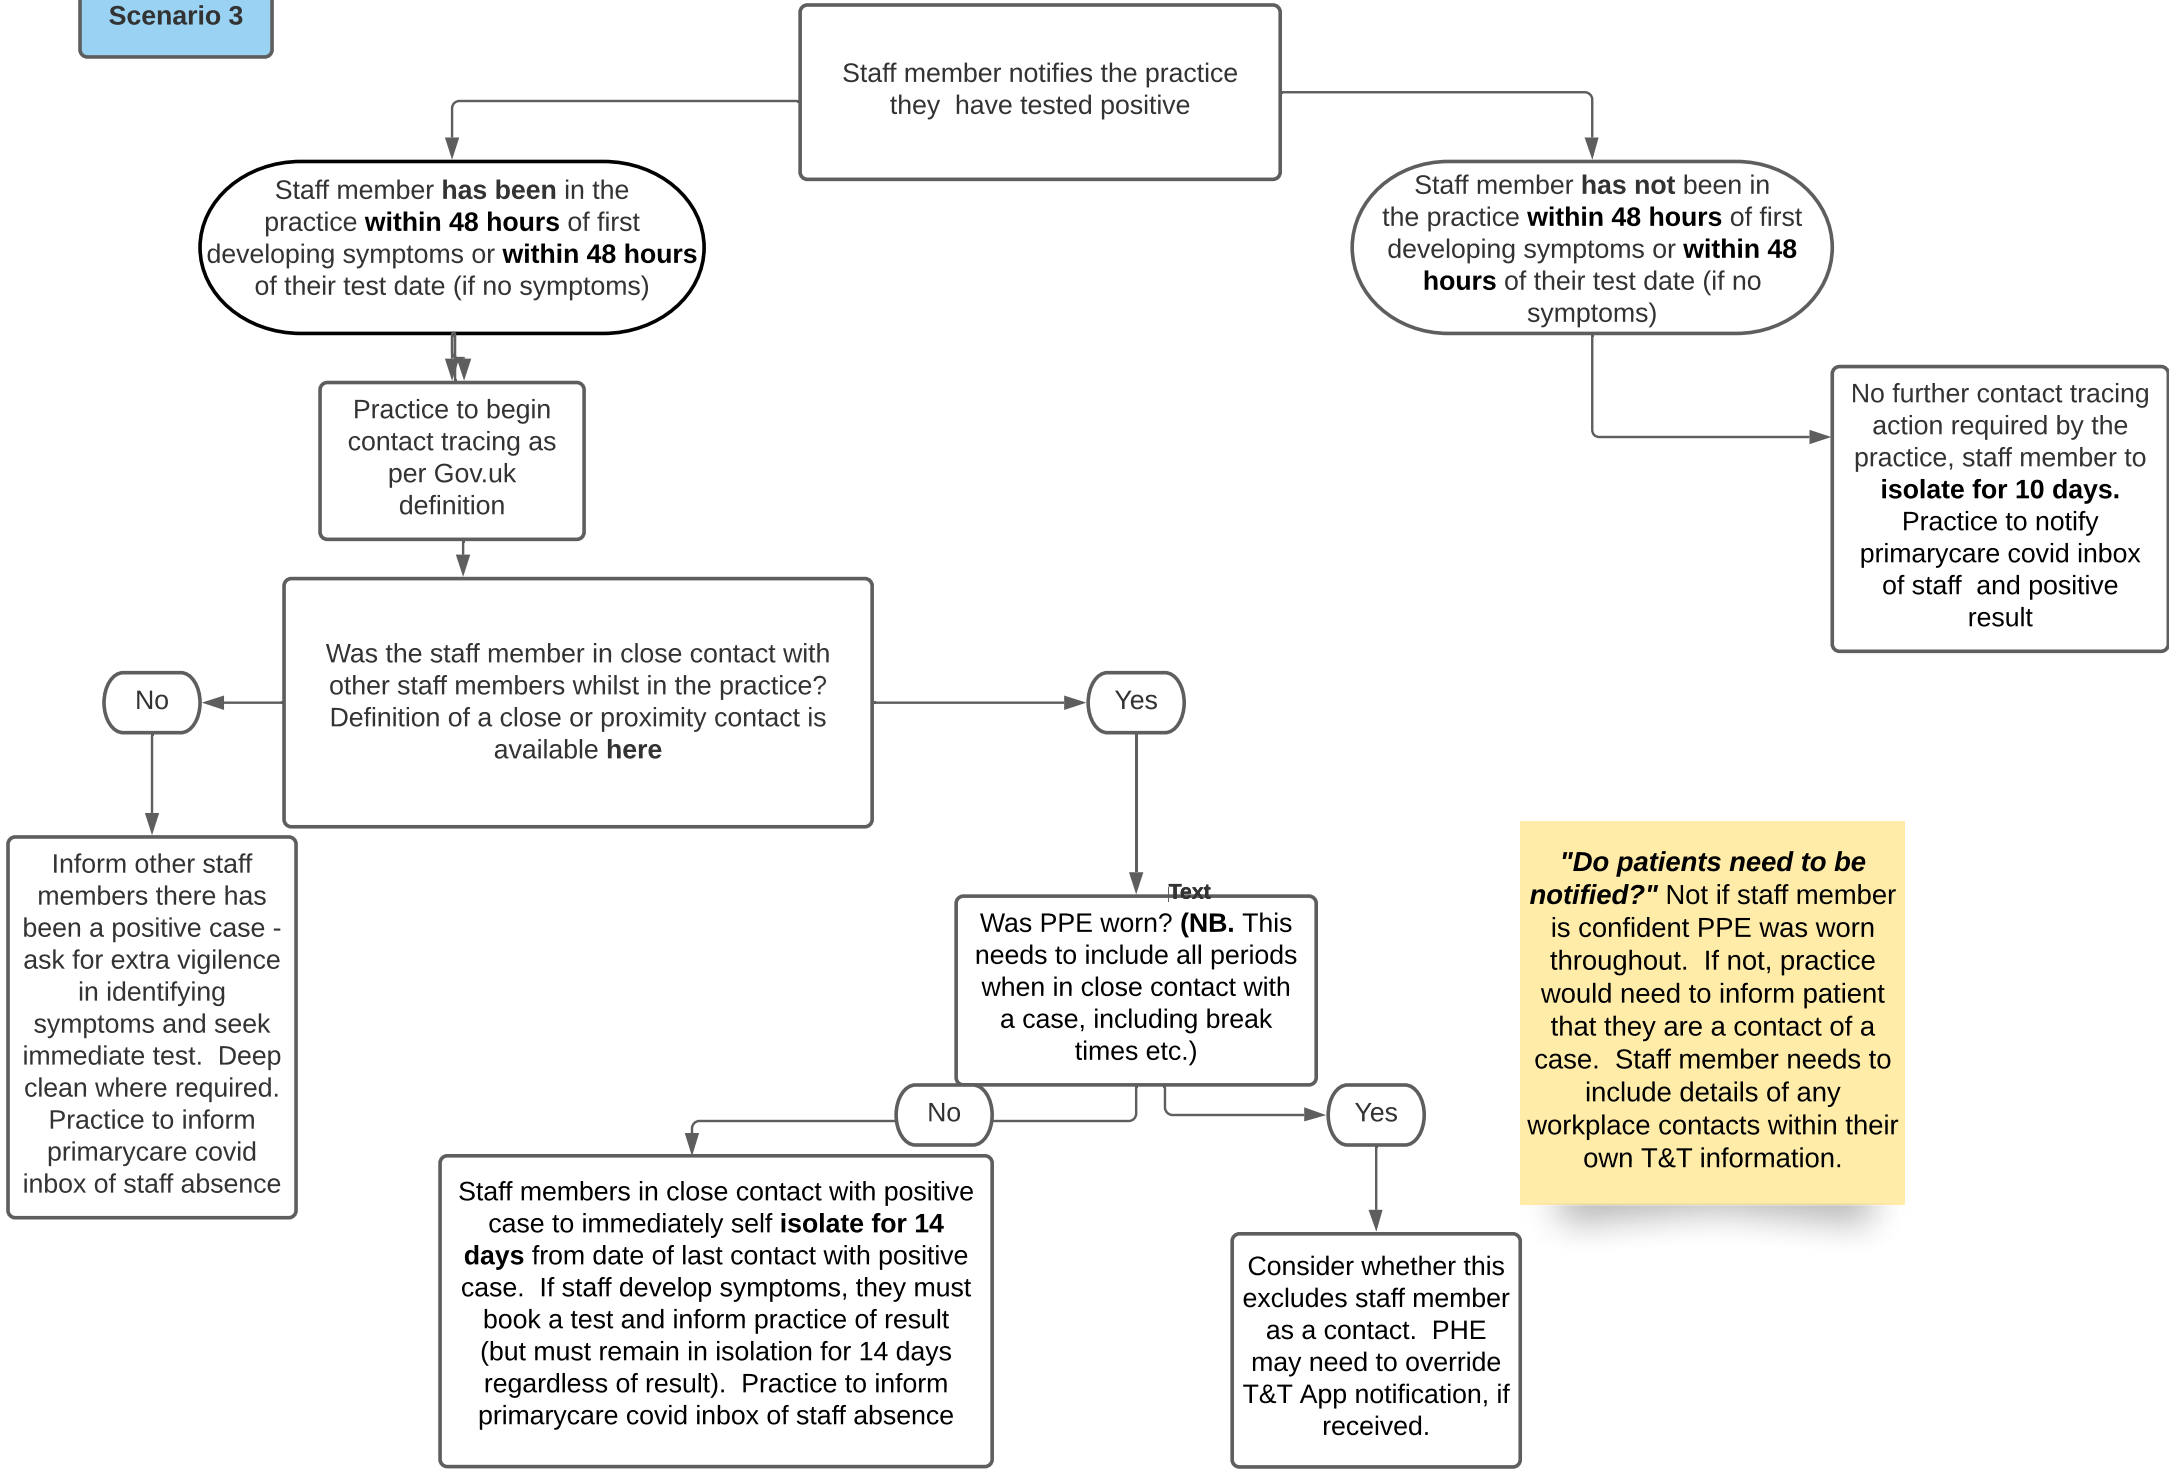 Scenario 3
Staff member notifies the practice
they  have tested positive
Staff member has been in the
practice within 48 hours of first
developing symptoms or within 48 hours
of their test date (if no symptoms)
Staff member has not been in
the practice within 48 hours of first
developing symptoms or within 48
hours of their test date (if no
symptoms)
Practice to begin
contact tracing as
per Gov.uk
definition
No further contact tracing
action required by the
practice, staff member to
isolate for 10 days.
Practice to notify
primarycare covid inbox
of staff  and positive
result
Was the staff member in close contact with
other staff members whilst in the practice?
Definition of a close or proximity contact is
available here
No
Yes
Inform other staff
members there has
been a positive case -
ask for extra vigilence
in identifying
symptoms and seek
immediate test.  Deep
clean where required.
Practice to inform
primarycare covid
inbox of staff absence
Text
Was PPE worn? (NB. This
needs to include all periods
when in close contact with
a case, including break
times etc.)
"Do patients need to be
notified?" Not if staff member
is confident PPE was worn
throughout.  If not, practice
would need to inform patient
that they are a contact of a
case.  Staff member needs to
include details of any
workplace contacts within their
own T&T information.
No
Yes
Staff members in close contact with positive
case to immediately self isolate for 14
days from date of last contact with positive
case.  If staff develop symptoms, they must
book a test and inform practice of result
(but must remain in isolation for 14 days
regardless of result).  Practice to inform
primarycare covid inbox of staff absence
Consider whether this
excludes staff member
as a contact.  PHE
may need to override
T&T App notification, if
received.